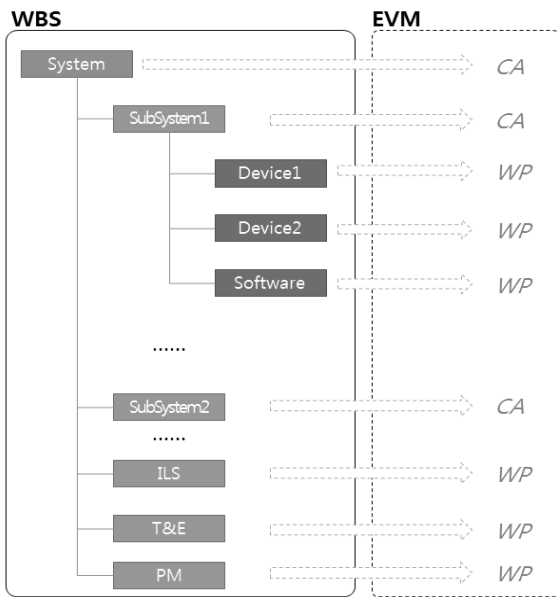 WBS EVM
System CA
SubSystem1 CA
Device1 WP
Device2 WP
Software WP
......
SubSystem2 CA
......
ILS WP
T&E WP
PM WP